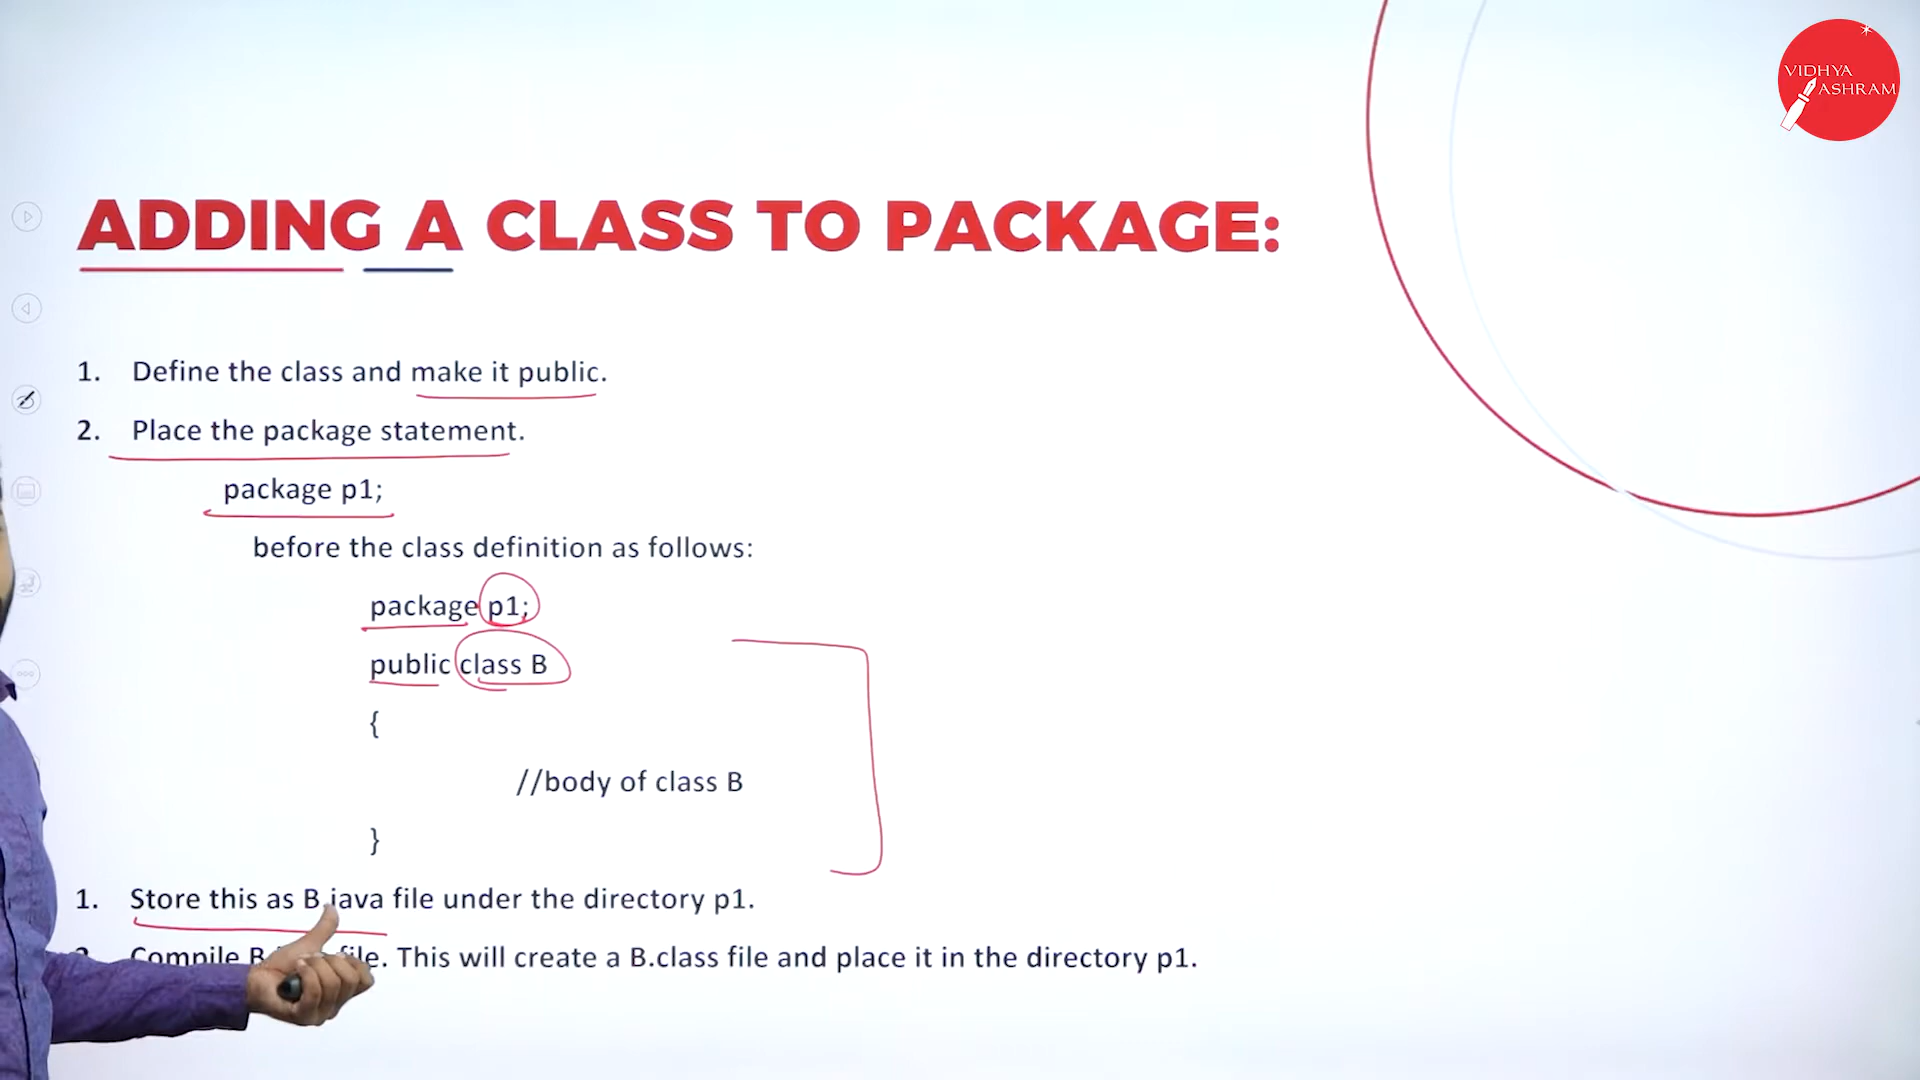 VIDHYA
ASHRAM
ADDING A CLASS TO PACKAGE:
1. Define the class and make it public.
2. Place the package statement.
package p1;
before the class definition as follows:
package p1;
public class B
{
//body of class B
}
1. Store this as B.java file under the directory p1.
Compile file. This will create a B.class file and place it in the directory p1.